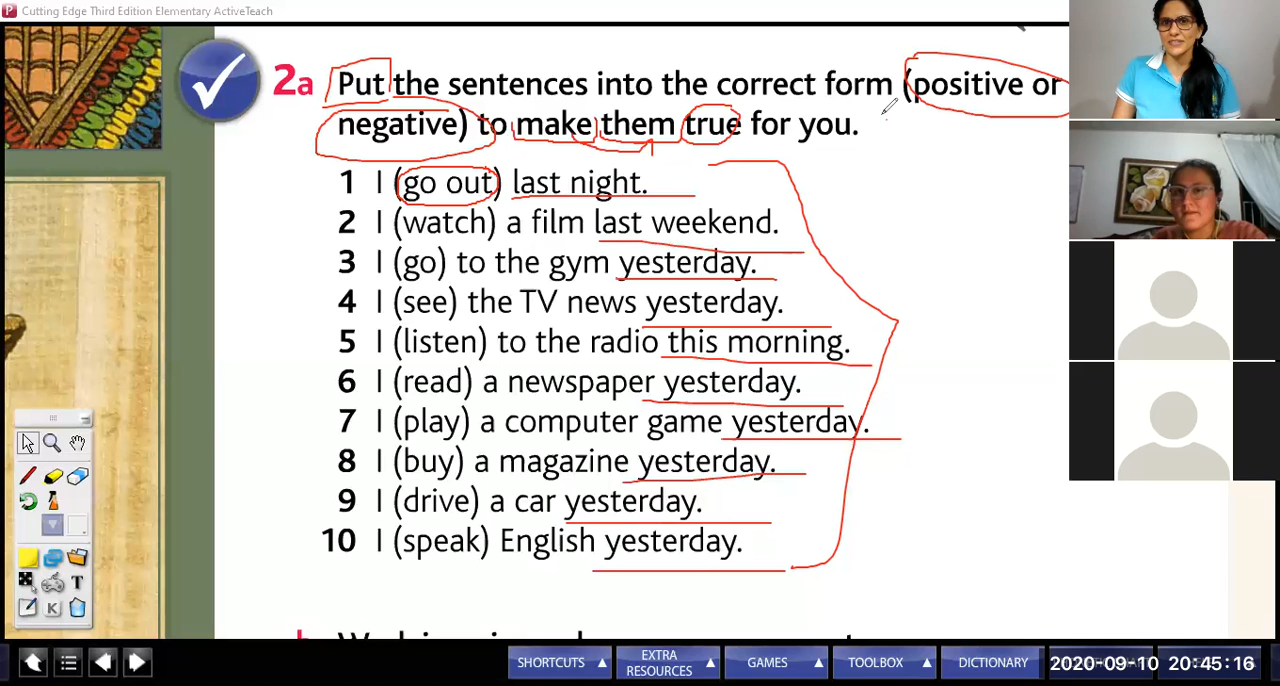 Cutting Edge Third Edition Elementary ActiveTeach
2a Put the sentences into the correct form (positive or
negative) to make them true for you.
1 I (go out) last night.
2 I (watch) a film last weekend.
3 I (go) to the gym yesterday.
4 I (see) the TV news yesterday.
5 I (listen) to the radio this morning.
6 I (read) a newspaper yesterday.
7 I (play) a computer game yesterday.
8 I (buy) a magazine yesterday.
9 I (drive) a car yesterday.
10 I (speak) English yesterday.
T
K
SHORTCUTS
EXTRA RESOURCES
GAMES
TOOLBOX
DICTIONARY
2020-09-10 20:45:16